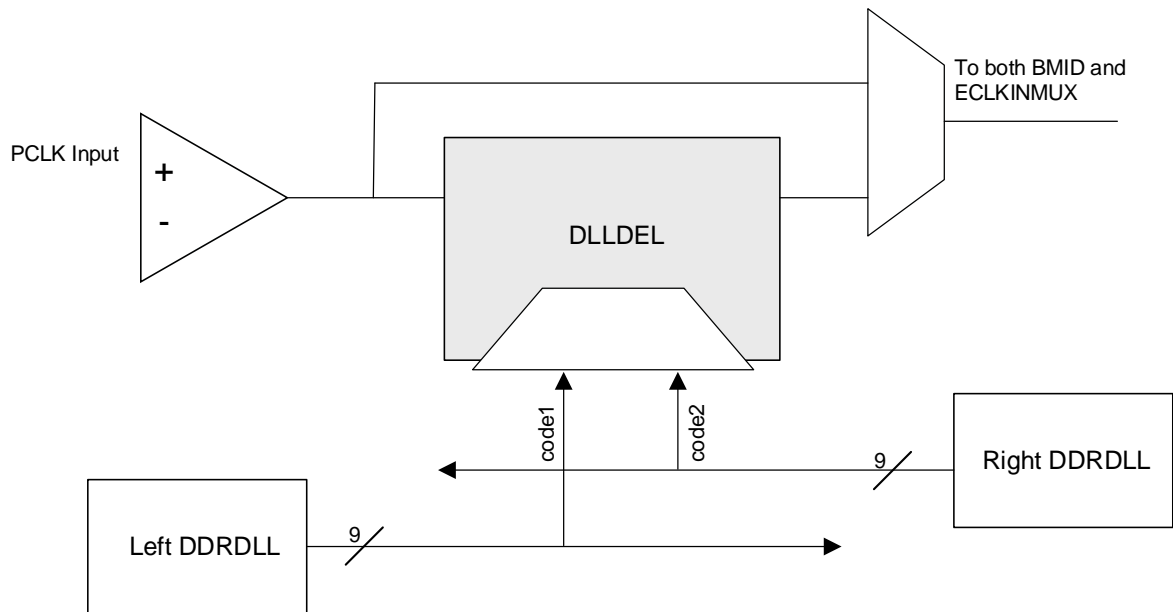 To both BMID and
ECLKINMUX
PCLK Input
+
-
DLLDEL
code1
code2
9
Right DDRDLL
9
Left DDRDLL